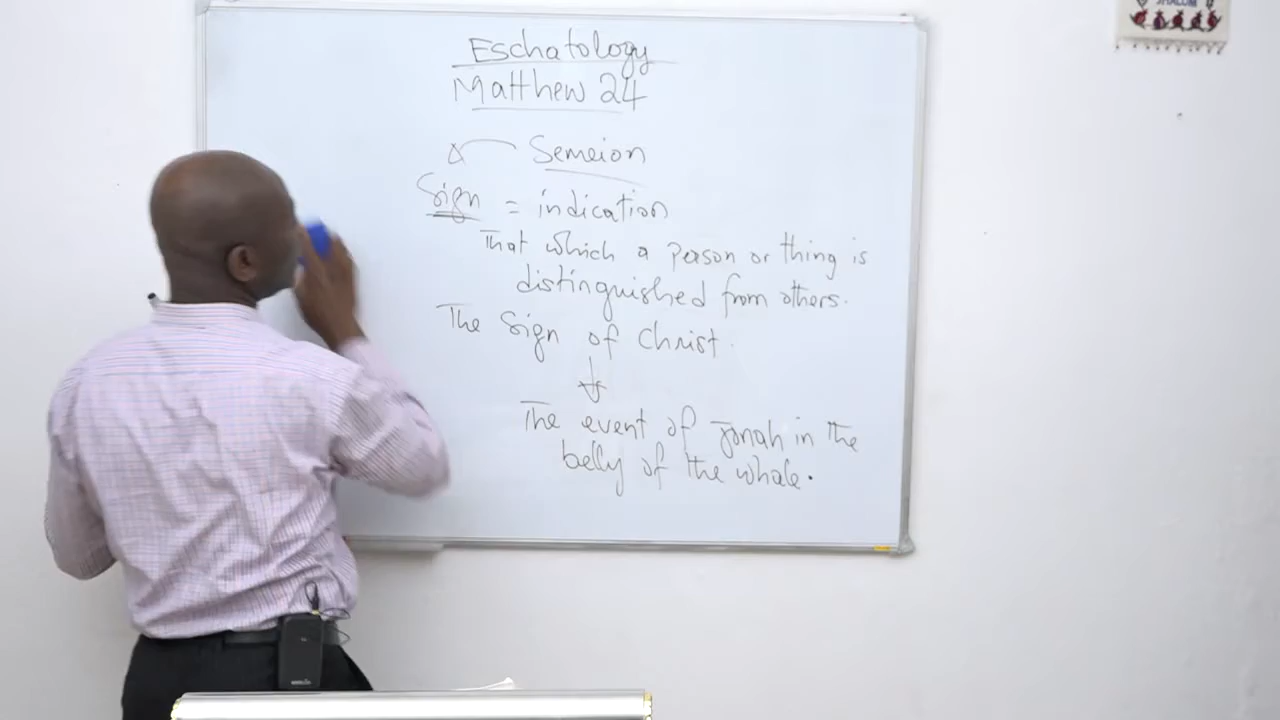 SHALOM
Eschatology
Matthew 24
Semeion
Sign = indication
That which a person or thing is
distinguished from others.
The Sign of Christ.
The event of Jonah in the
belly of the whale.